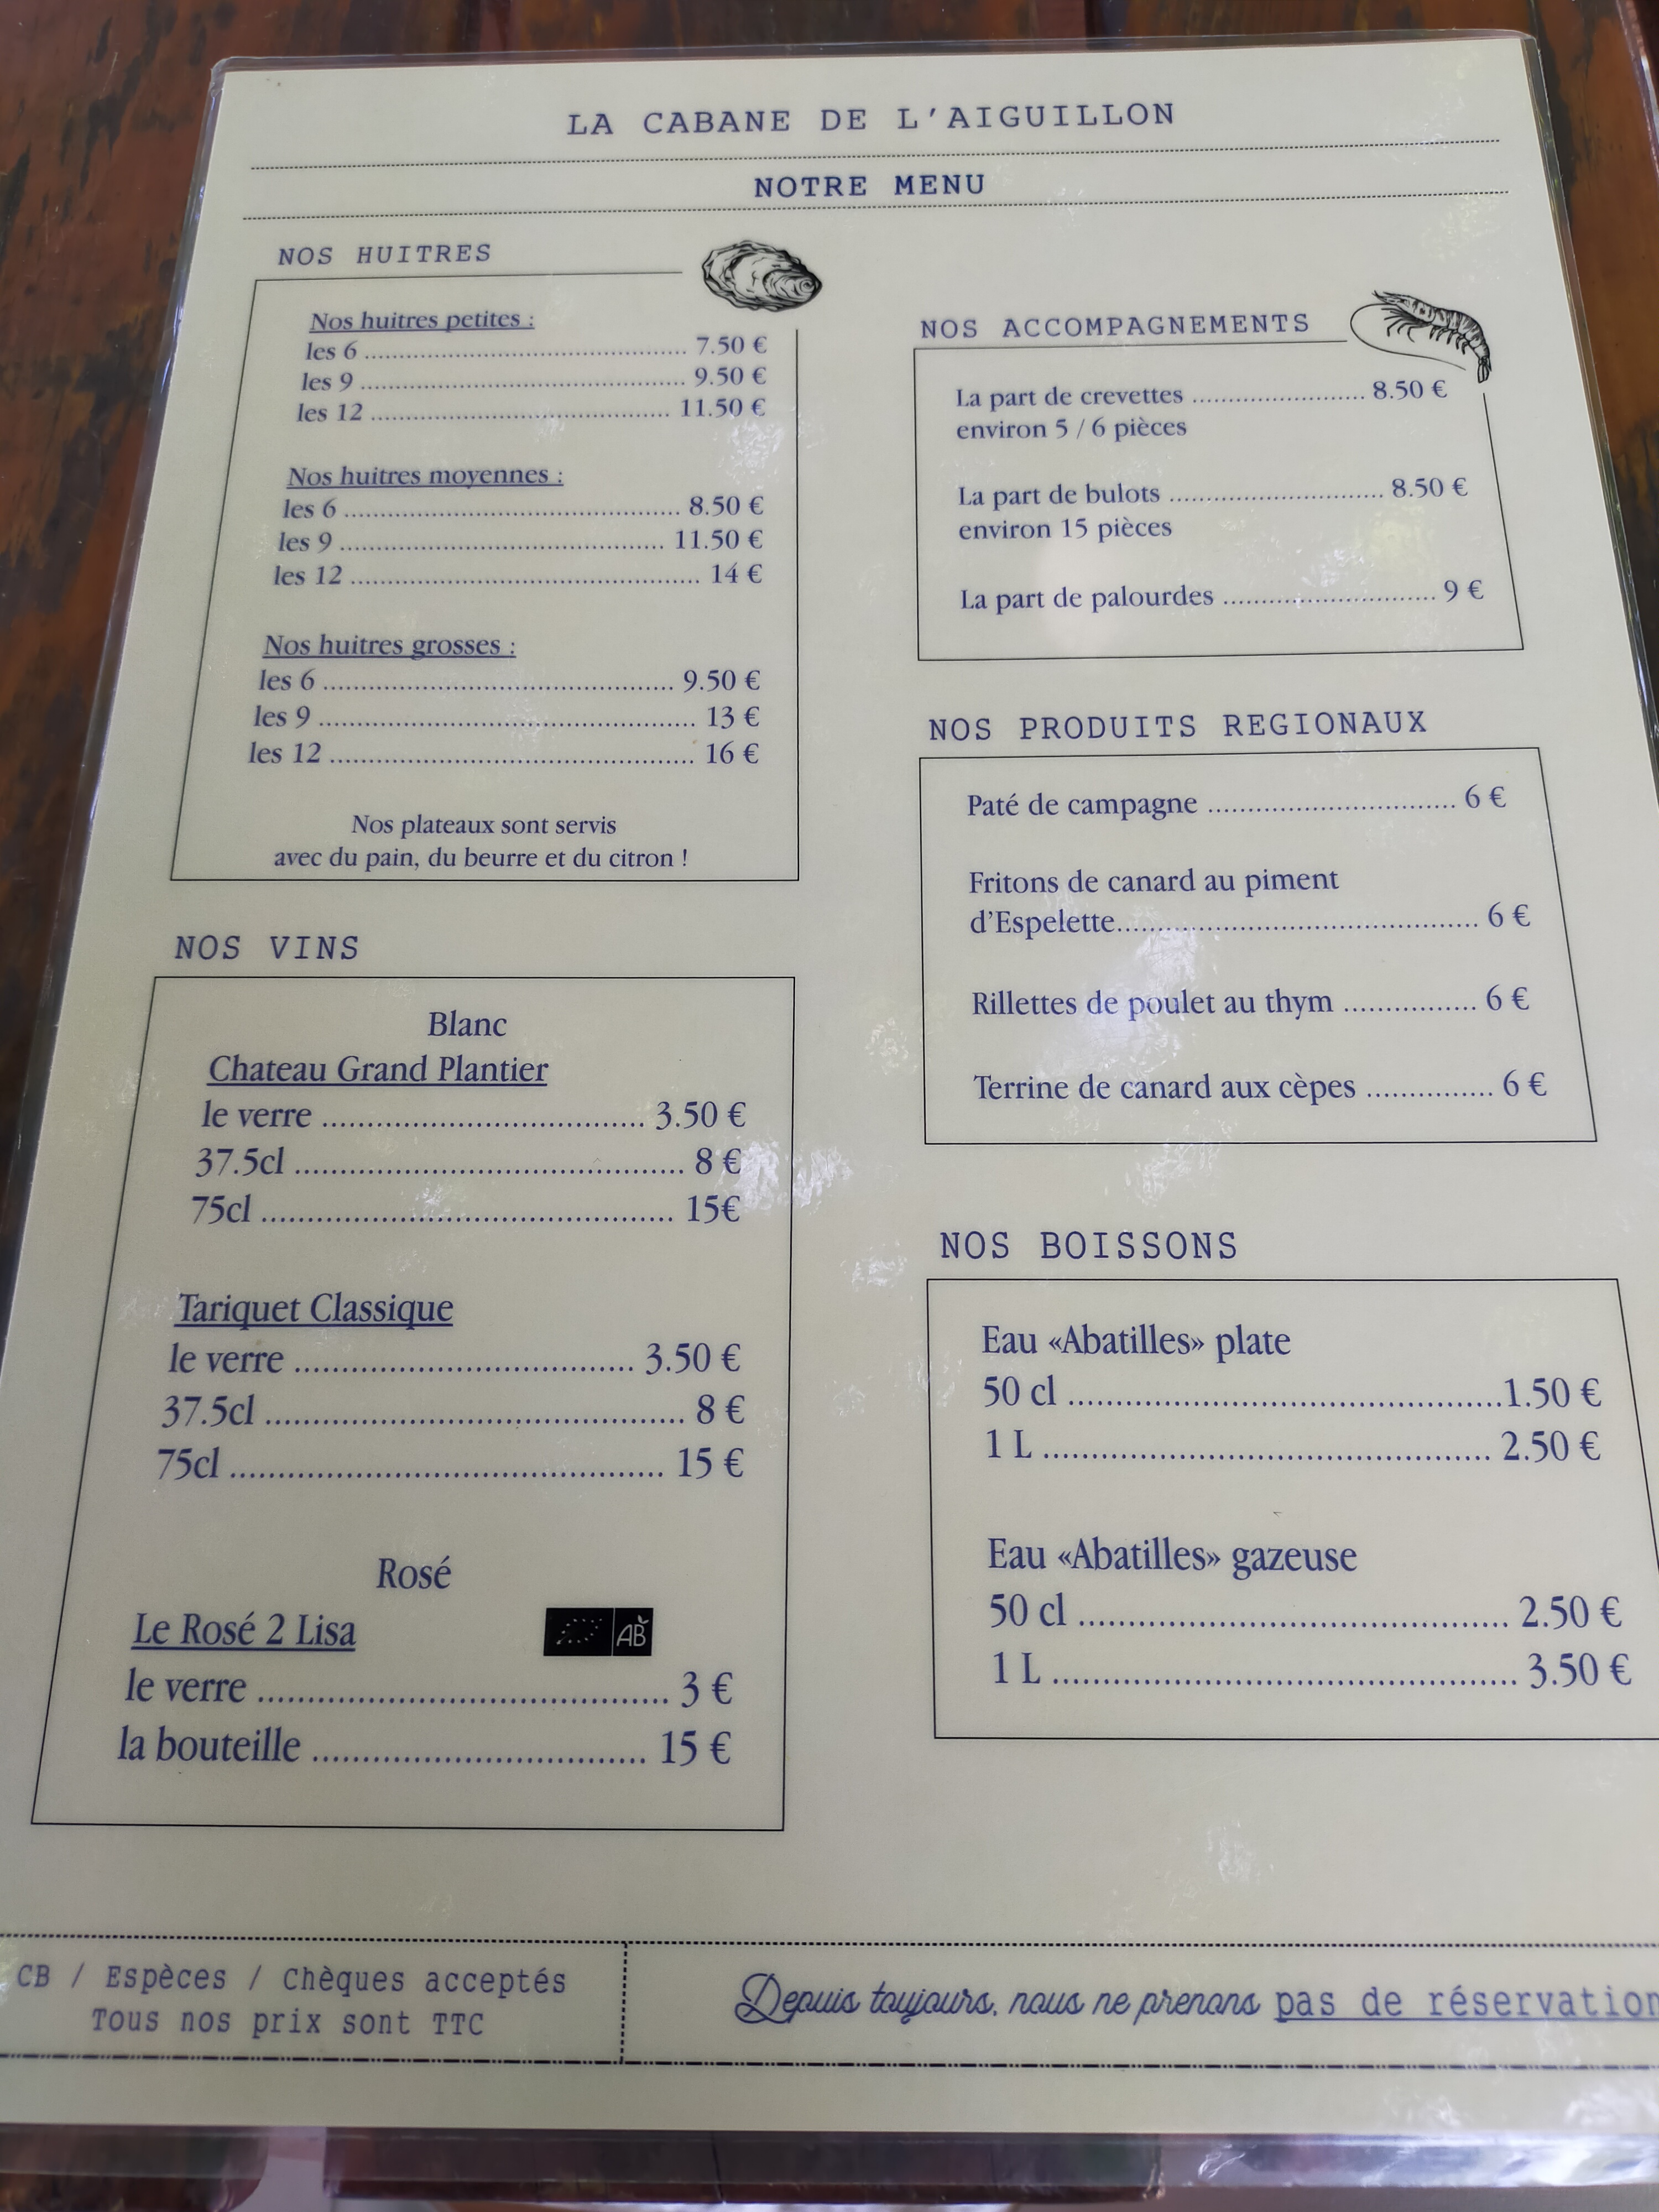 LA CABANE DE L'AIGUILLON
NOTRE MENU
NOS HUITRES
Nos huitres petites :
les 6 ........ 7.50 €
les 9 ........ 9.50 €
les 12 ........ 11.50 €
Nos huitres moyennes :
les 6 ........ 8.50 €
les 9 ........ 11.50 €
les 12 ........ 14 €
Nos huitres grosses :
les 6 ........ 9.50 €
les 9 ........ 13 €
les 12 ........ 16 €
Nos plateaux sont servis
avec du pain, du beurre et du citron !
NOS VINS
Blanc
Chateau Grand Plantier
le verre ........ 3.50 €
37.5cl ........ 8 €
75cl ........ 15€
Tariquet Classique
le verre ........ 3.50 €
37.5cl ........ 8 €
75cl ........ 15 €
Rosé
Le Rosé 2 Lisa
AB
le verre ........ 3 €
la bouteille ........ 15 €
NOS ACCOMPAGNEMENTS
La part de crevettes ........ 8.50 €
environ 5 / 6 pièces
La part de bulots ........ 8.50 €
environ 15 pièces
La part de palourdes ........ 9 €
NOS PRODUITS REGIONAUX
Paté de campagne ........ 6 €
Fritons de canard au piment
d'Espelette........ 6 €
Rillettes de poulet au thym ........ 6 €
Terrine de canard aux cèpes ........ 6 €
NOS BOISSONS
Eau «Abatilles» plate
50 cl ........1.50 €
1 L ........ 2.50 €
Eau «Abatilles» gazeuse
50 cl ........ 2.50 €
1 L ........ 3.50 €
CB / Espèces / Chèques acceptés
Tous nos prix sont TTC
Depuis toujours, nous ne prenons pas de réservation